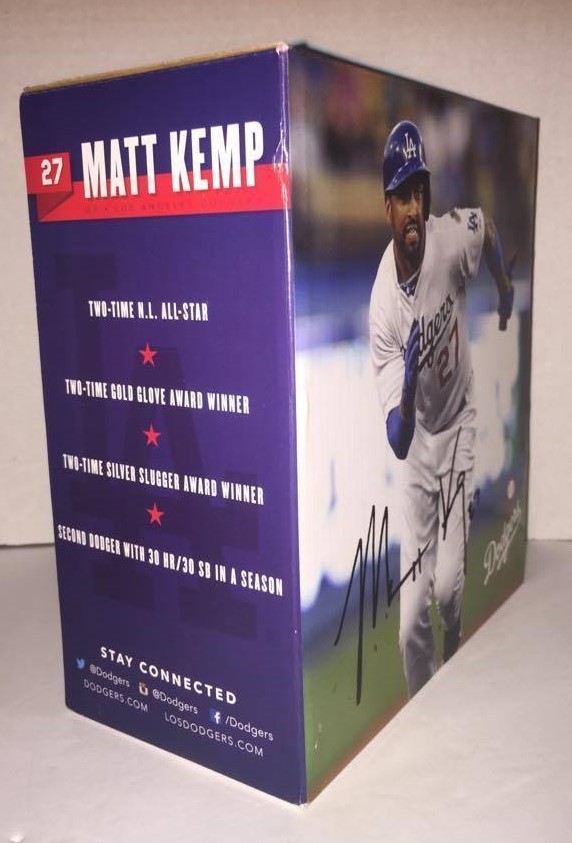 27
MATT KEMP
TWO-TIME N.L. ALL-STAR
TWO-TIME GOLD GLOVE AWARD WINNER
TWO-TIME SILVER SLUGGER AWARD WINNER
SECOND DODGER WITH 30 HR/30 SB IN A SEASON
STAY CONNECTED
@Dodgers @Dodgers /Dodgers
DODGERS.COM LOSDODGERS.COM
LA
Dodgers
27
Dodgers